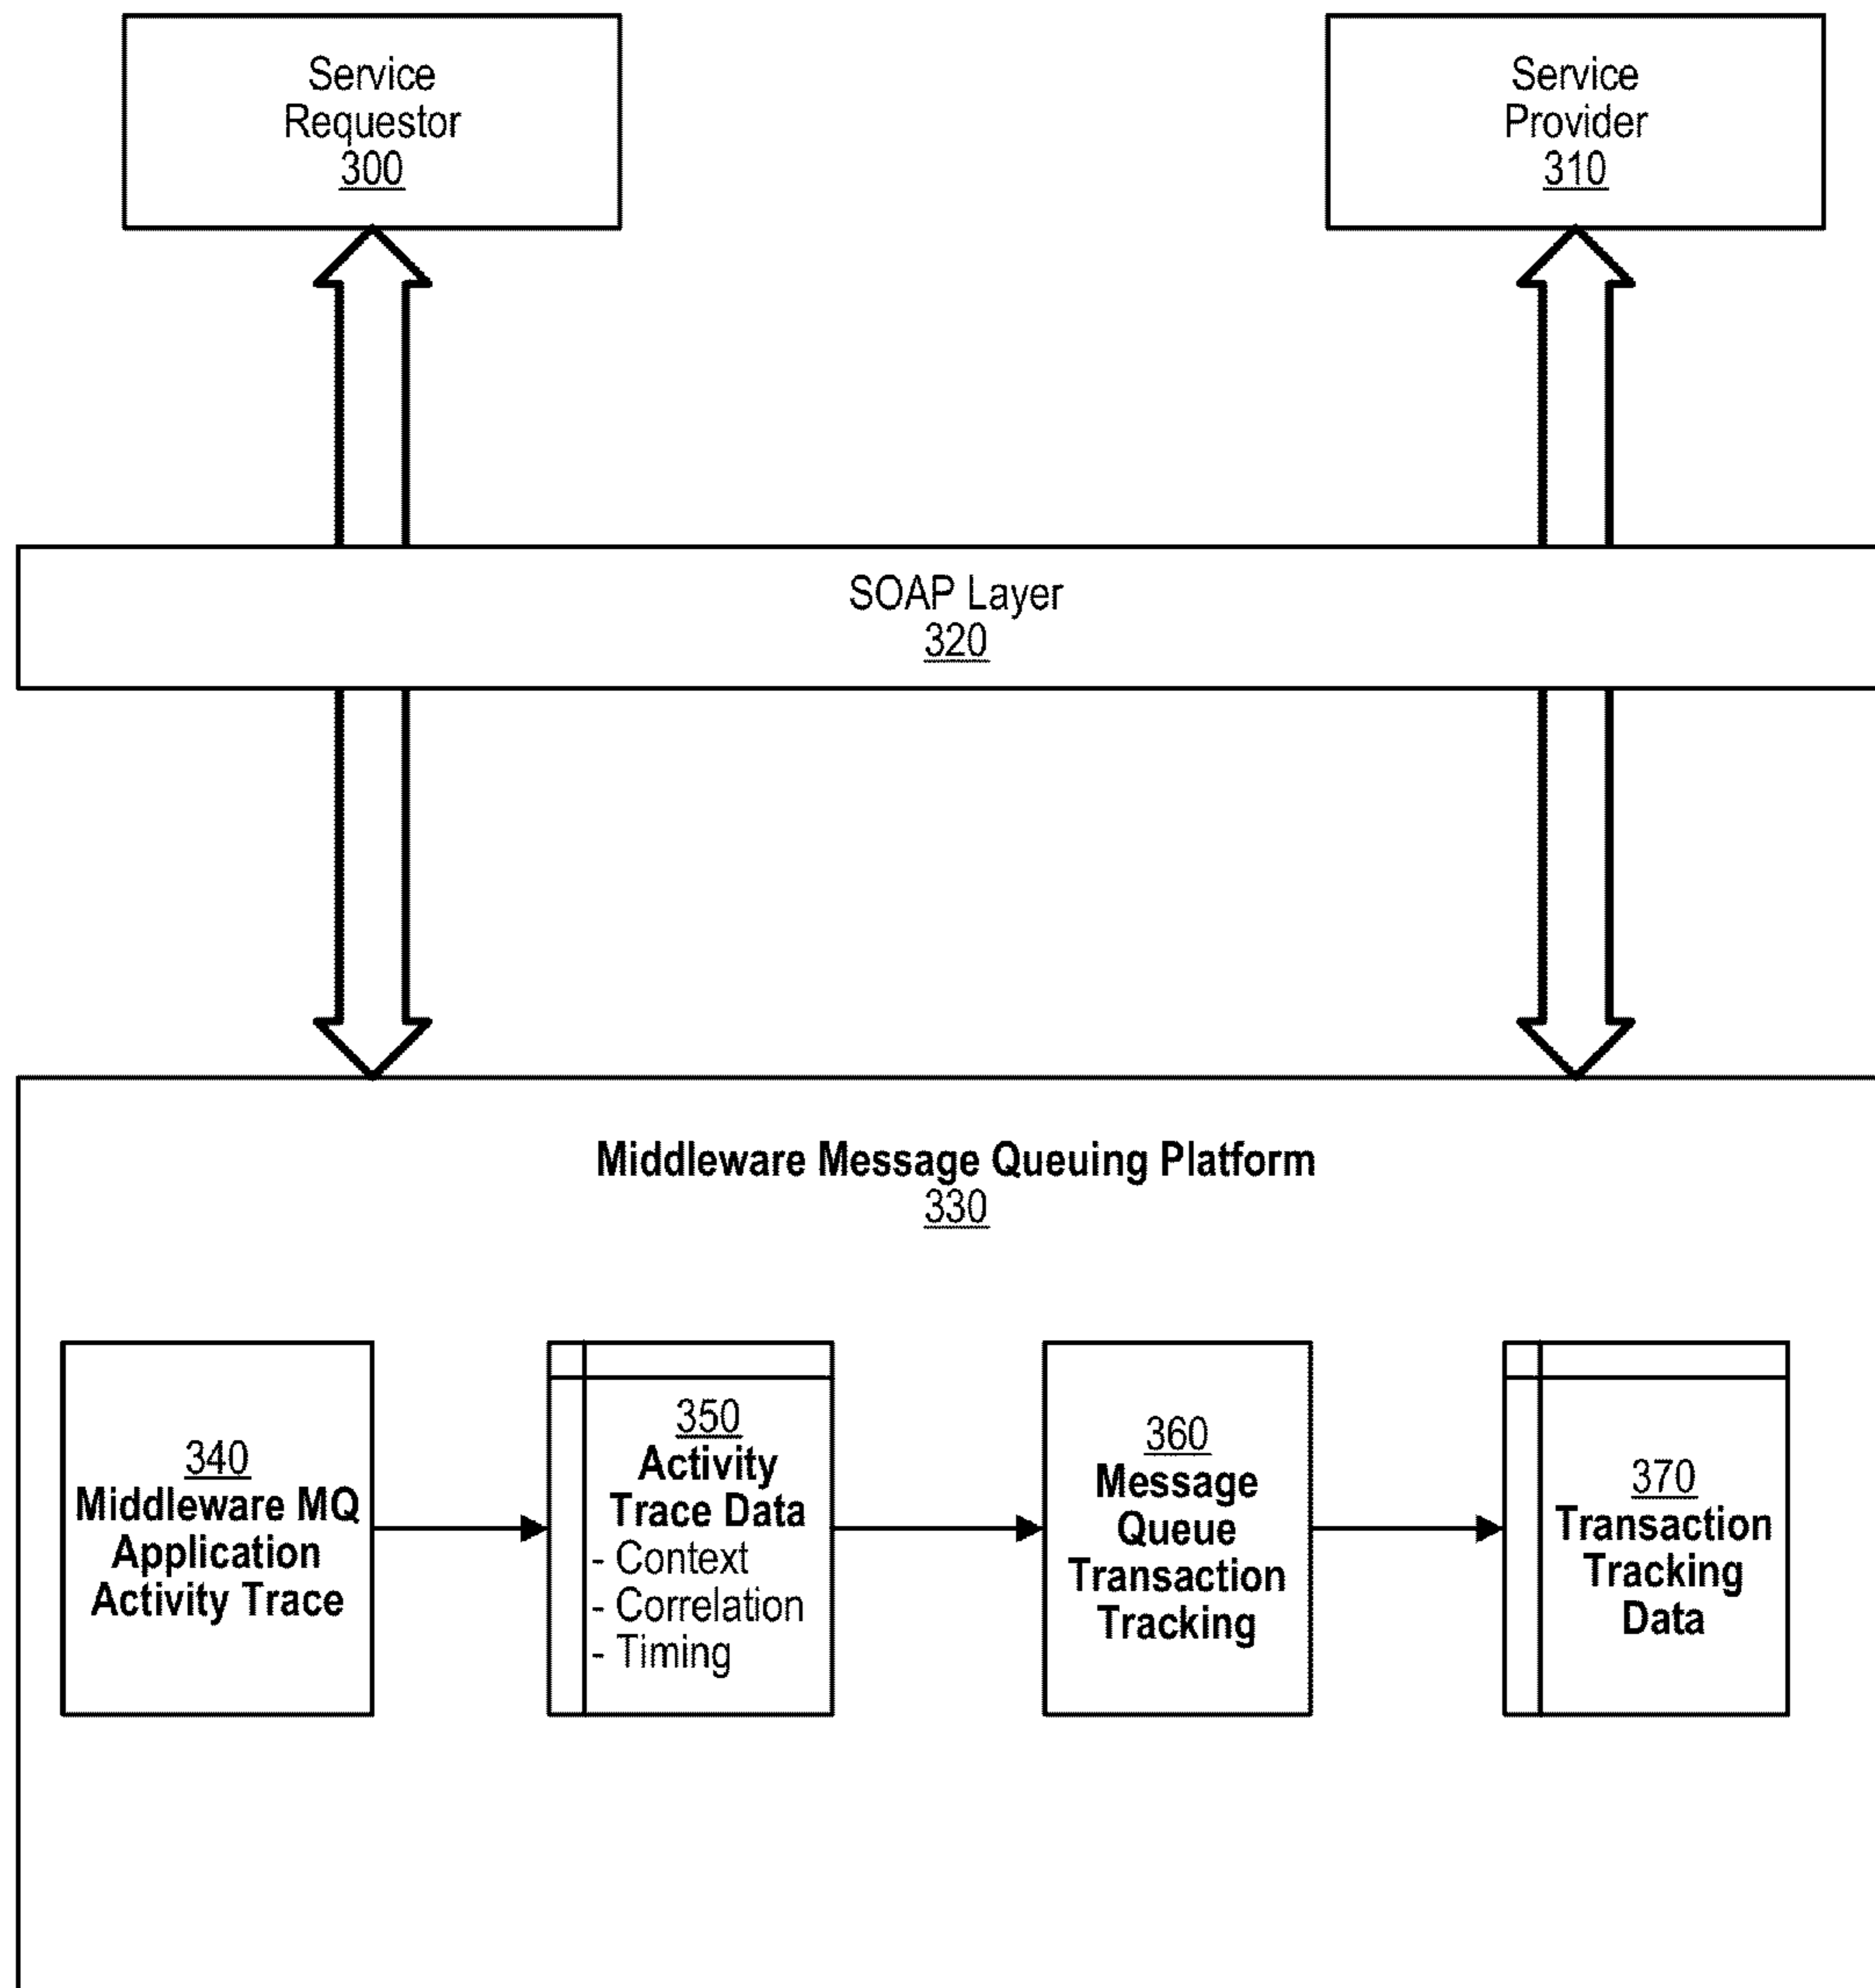 Service
Requestor
300
Service
Provider
310
SOAP Layer
320
Middleware Message Queuing Platform
330
340
Middleware MQ
Application
Activity Trace
350
Activity
Trace Data
- Context
- Correlation
- Timing
360
Message
Queue
Transaction
Tracking
370
Transaction
Tracking
Data